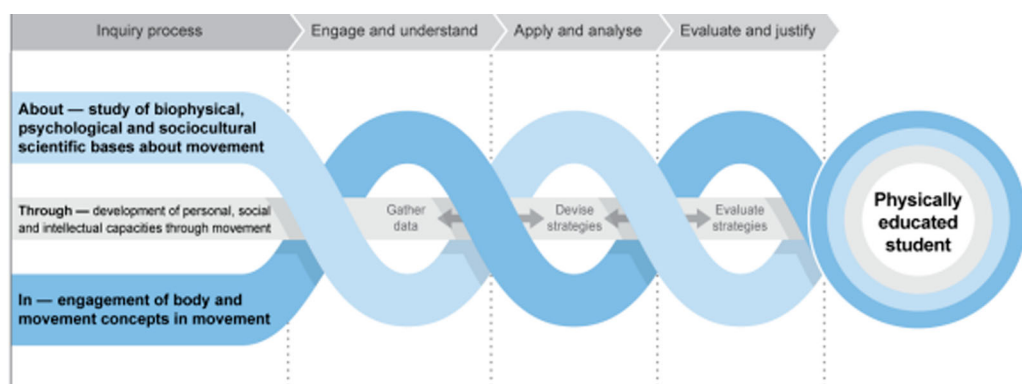 Inquiry process
Engage and understand
Apply and analyse
Evaluate and justify
About — study of biophysical,
psychological and sociocultural
scientific bases about movement
Through — development of personal, social
and intellectual capacities through movement
Gather
data
Devise
strategies
Evaluate
strategies
In — engagement of body and
movement concepts in movement
Physically
educated
student